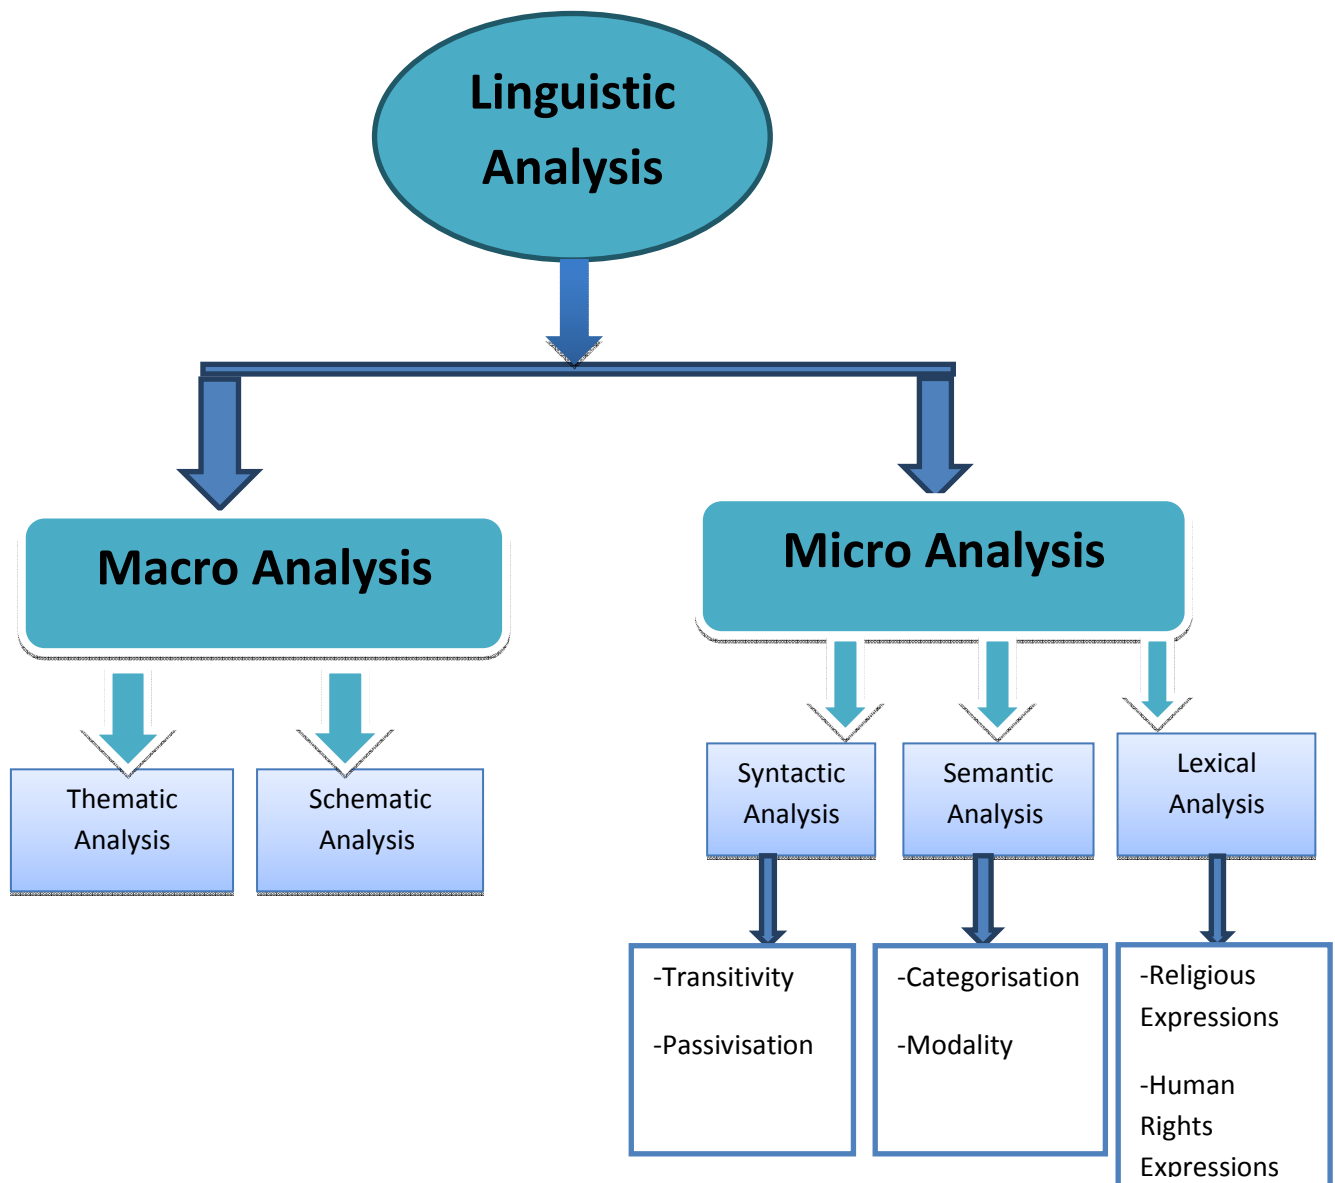 Linguistic
Analysis
Macro Analysis
Micro Analysis
Thematic
Analysis
Schematic
Analysis
Syntactic
Analysis
Semantic
Analysis
Lexical
Analysis
-Transitivity
-Passivisation
-Categorisation
-Modality
-Religious
Expressions
-Human
Rights
Expressions